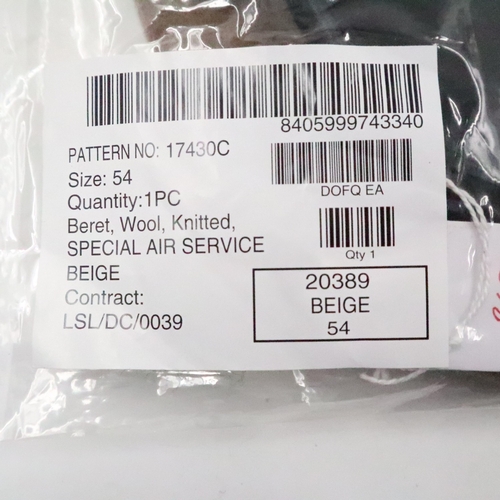 8405999743340
PATTERN NO: 17430C
Size: 54
DOFQ EA
Quantity:1PC
Beret, Wool, Knitted,
SPECIAL AIR SERVICE
Qty 1
BEIGE
Contract:
LSL/DC/0039
20389
BEIGE
54